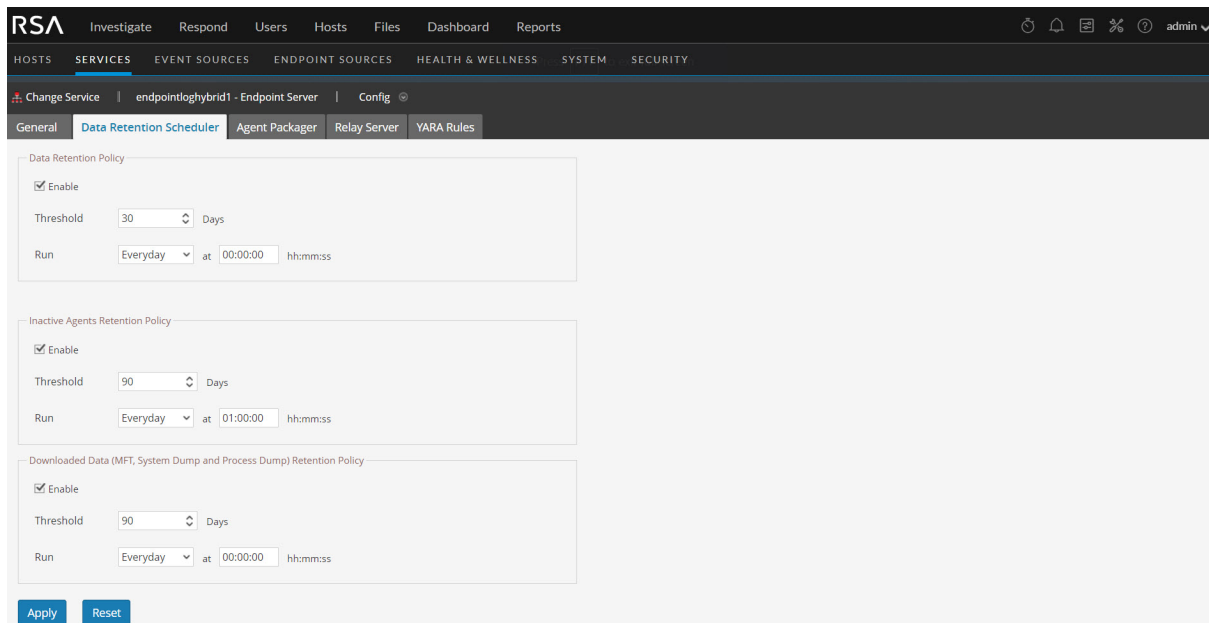 RSA Investigate Respond Users Hosts Files Dashboard Reports admin
HOSTS SERVICES EVENT SOURCES ENDPOINT SOURCES HEALTH & WELLNESS SYSTEM SECURITY
Change Service | endpointloghybrid1 - Endpoint Server | Config
General Data Retention Scheduler Agent Packager Relay Server YARA Rules
Data Retention Policy
Enable
Threshold 30 Days
Run Everyday at 00:00:00 hh:mm:ss
Inactive Agents Retention Policy
Enable
Threshold 90 Days
Run Everyday at 01:00:00 hh:mm:ss
Downloaded Data (MFT, System Dump and Process Dump) Retention Policy
Enable
Threshold 90 Days
Run Everyday at 00:00:00 hh:mm:ss
Apply Reset